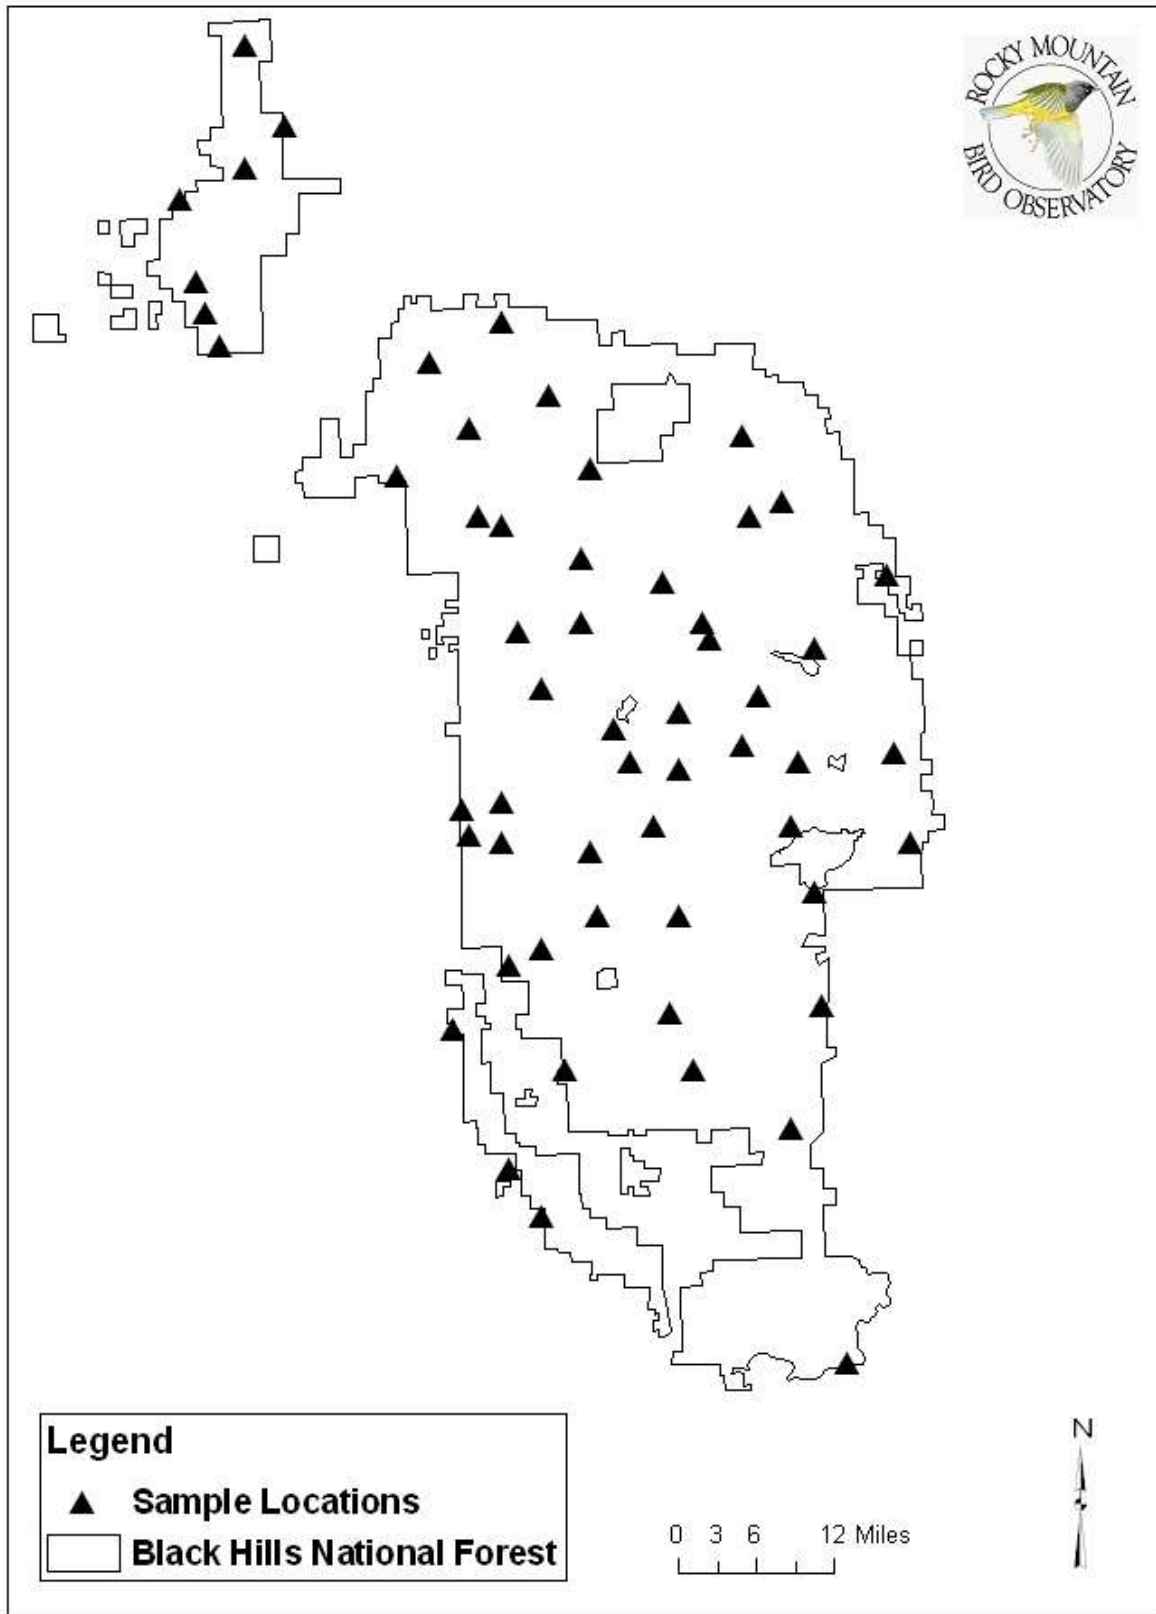 ROCKY MOUNTAIN
BIRD OBSERVATORY
Legend
Sample Locations
Black Hills National Forest
N
0 3 6 12 Miles